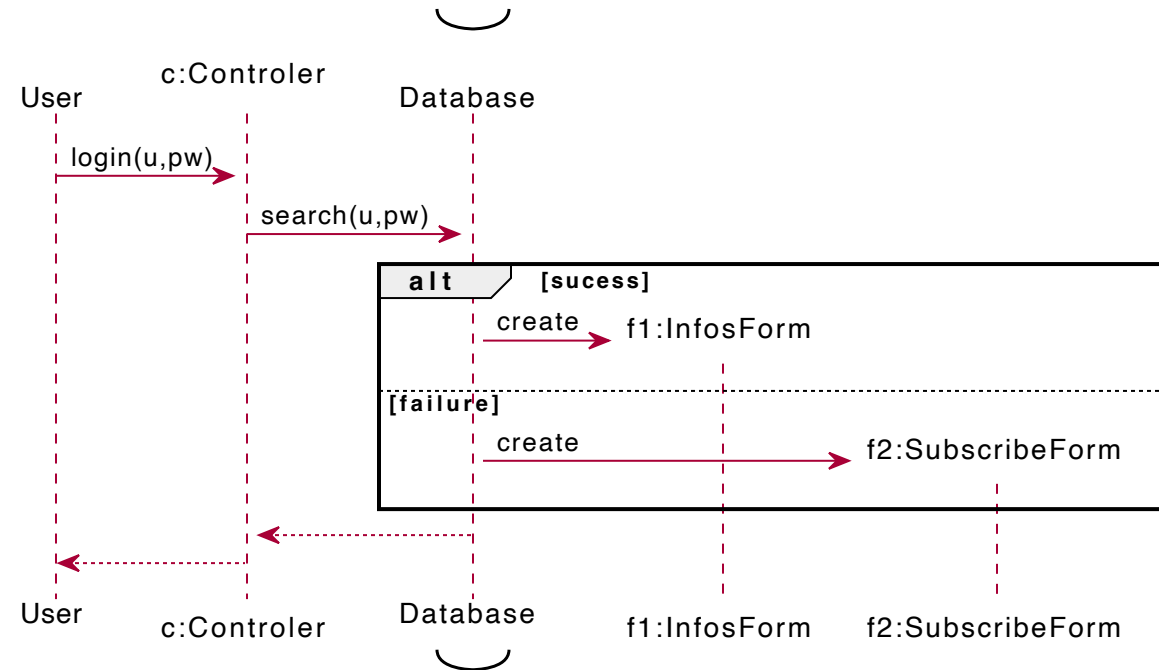 c:Controler
User
Database
login(u,pw)
search(u,pw)
alt [sucess]
create f1:InfosForm
[failure]
create f2:SubscribeForm
User c:Controler Database f1:InfosForm f2:SubscribeForm